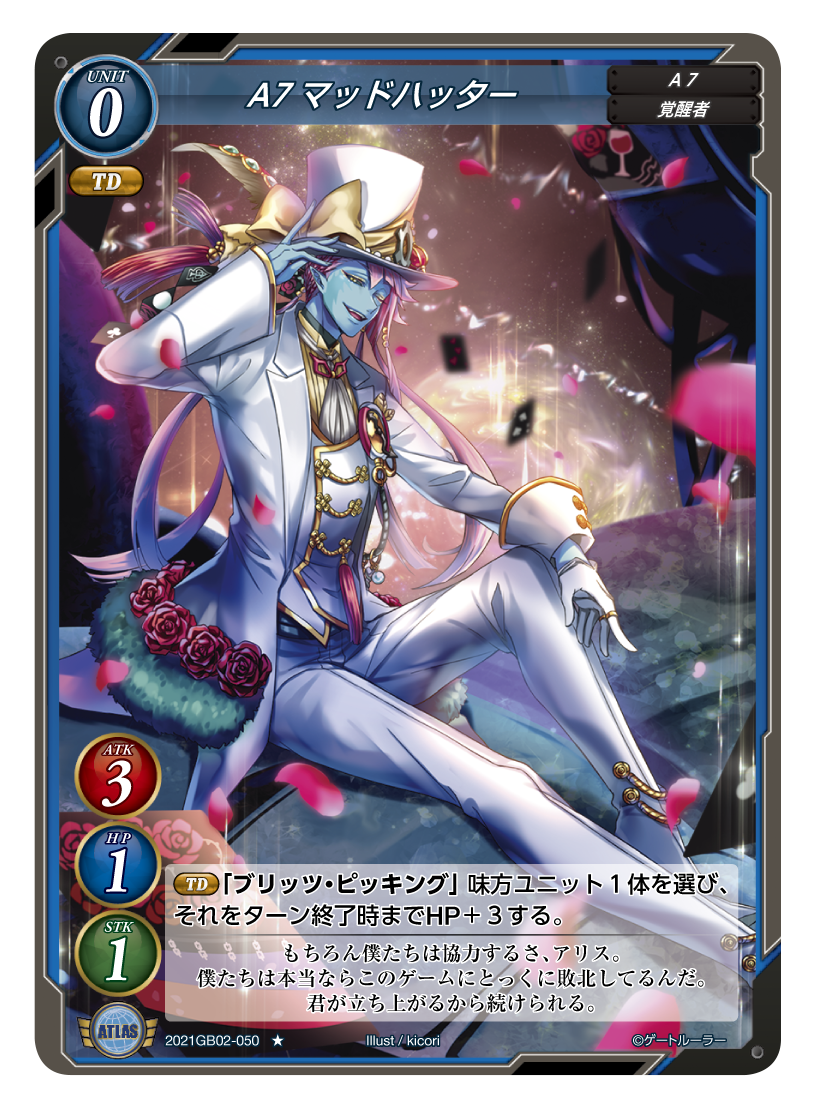 UNIT
0
A7 マッドハッター
A7
覚醒者
TD
ATK
3
HP
1
STK
1
TD「ブリッツ・ピッキング」味方ユニット1体を選び、
それをターン終了時までHP+3する。
もちろん僕たちは協力するさ、アリス。
僕たちは本当ならこのゲームにとっくに敗北してるんだ。
君が立ち上がるから続けられる。
ATLAS
2021GB02-050 ★
Illust / kicori
©ゲートルーラー